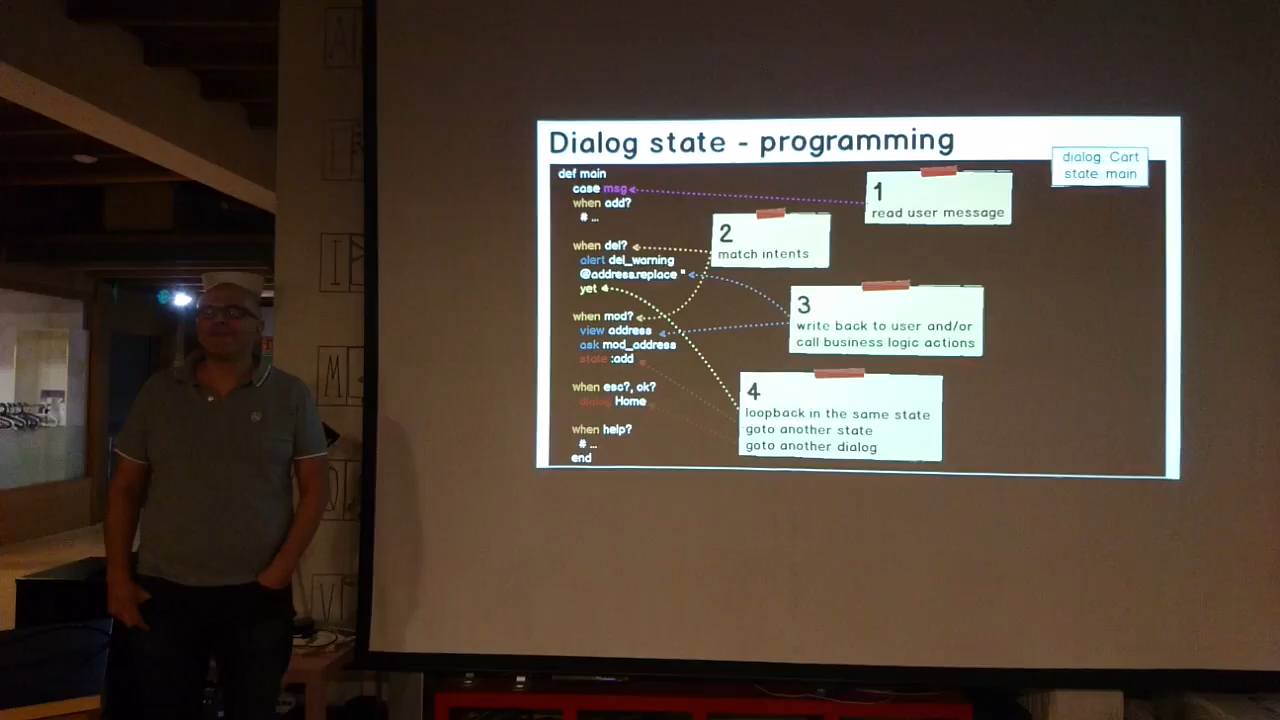 Dialog state - programming
dialog Cart
state main
def main
case msg
when add?
# ...
when del?
alert del_warning
@address.replace "
yet
when mod?
view address
ask mod_address
state :add
when esc?, ok?
dialog Home
when help?
# ...
end
1
read user message
2
match intents
3
write back to user and/or
call business logic actions
4
loopback in the same state
goto another state
goto another dialog